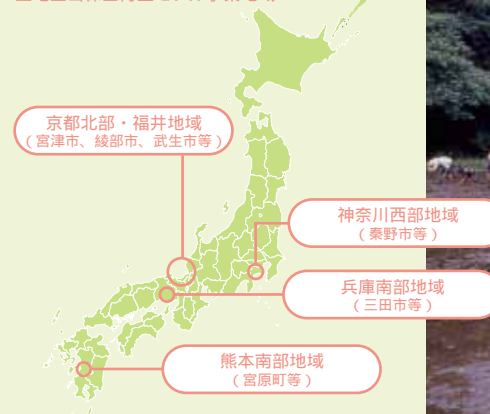 京都北部・福井地域
（宮津市、綾部市、武生市等）
神奈川西部地域
（秦野市等）
兵庫南部地域
（三田市等）
熊本南部地域
（宮原町等）